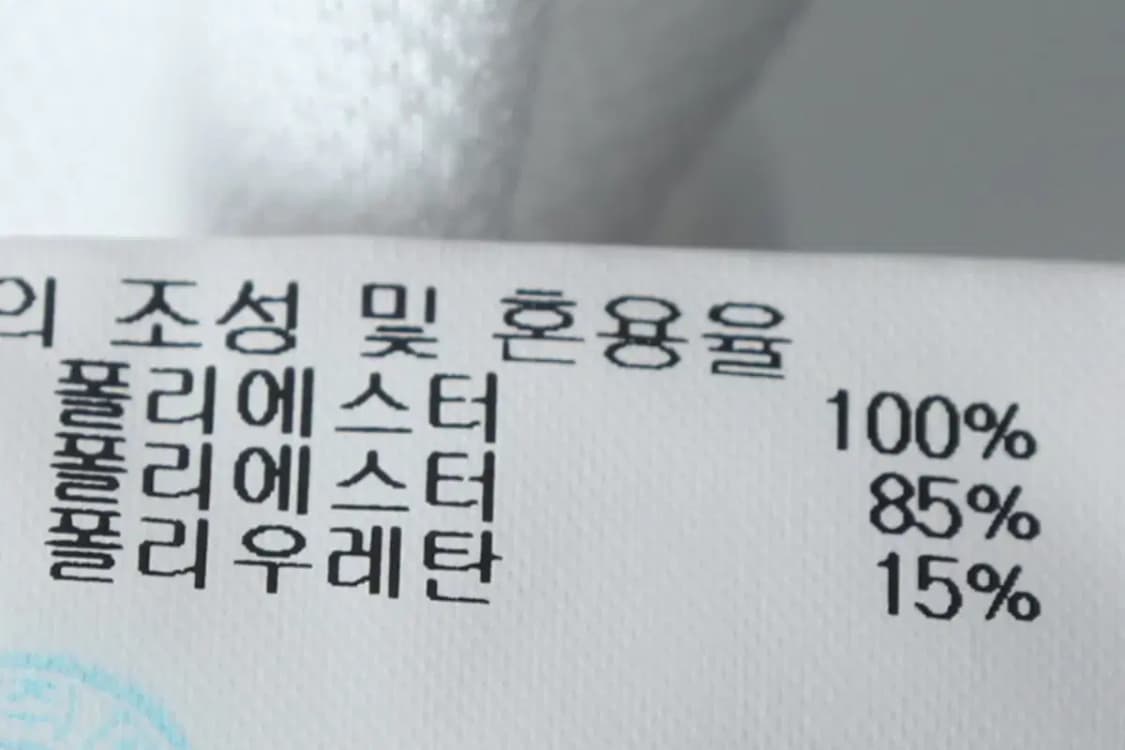 의 조성 및 혼용율
폴리에스터 100%
폴리에스터 85%
폴리우레탄 15%